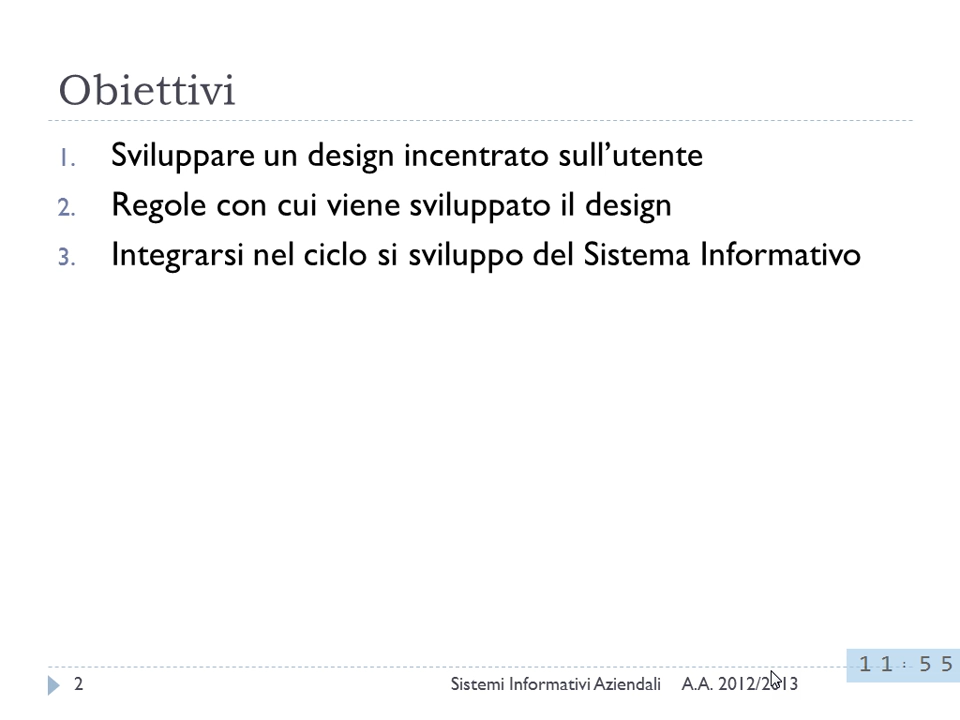 Obiettivi
1. Sviluppare un design incentrato sull’utente
2. Regole con cui viene sviluppato il design
3. Integrarsi nel ciclo si sviluppo del Sistema Informativo
2 Sistemi Informativi Aziendali A.A. 2012/2013
11:55